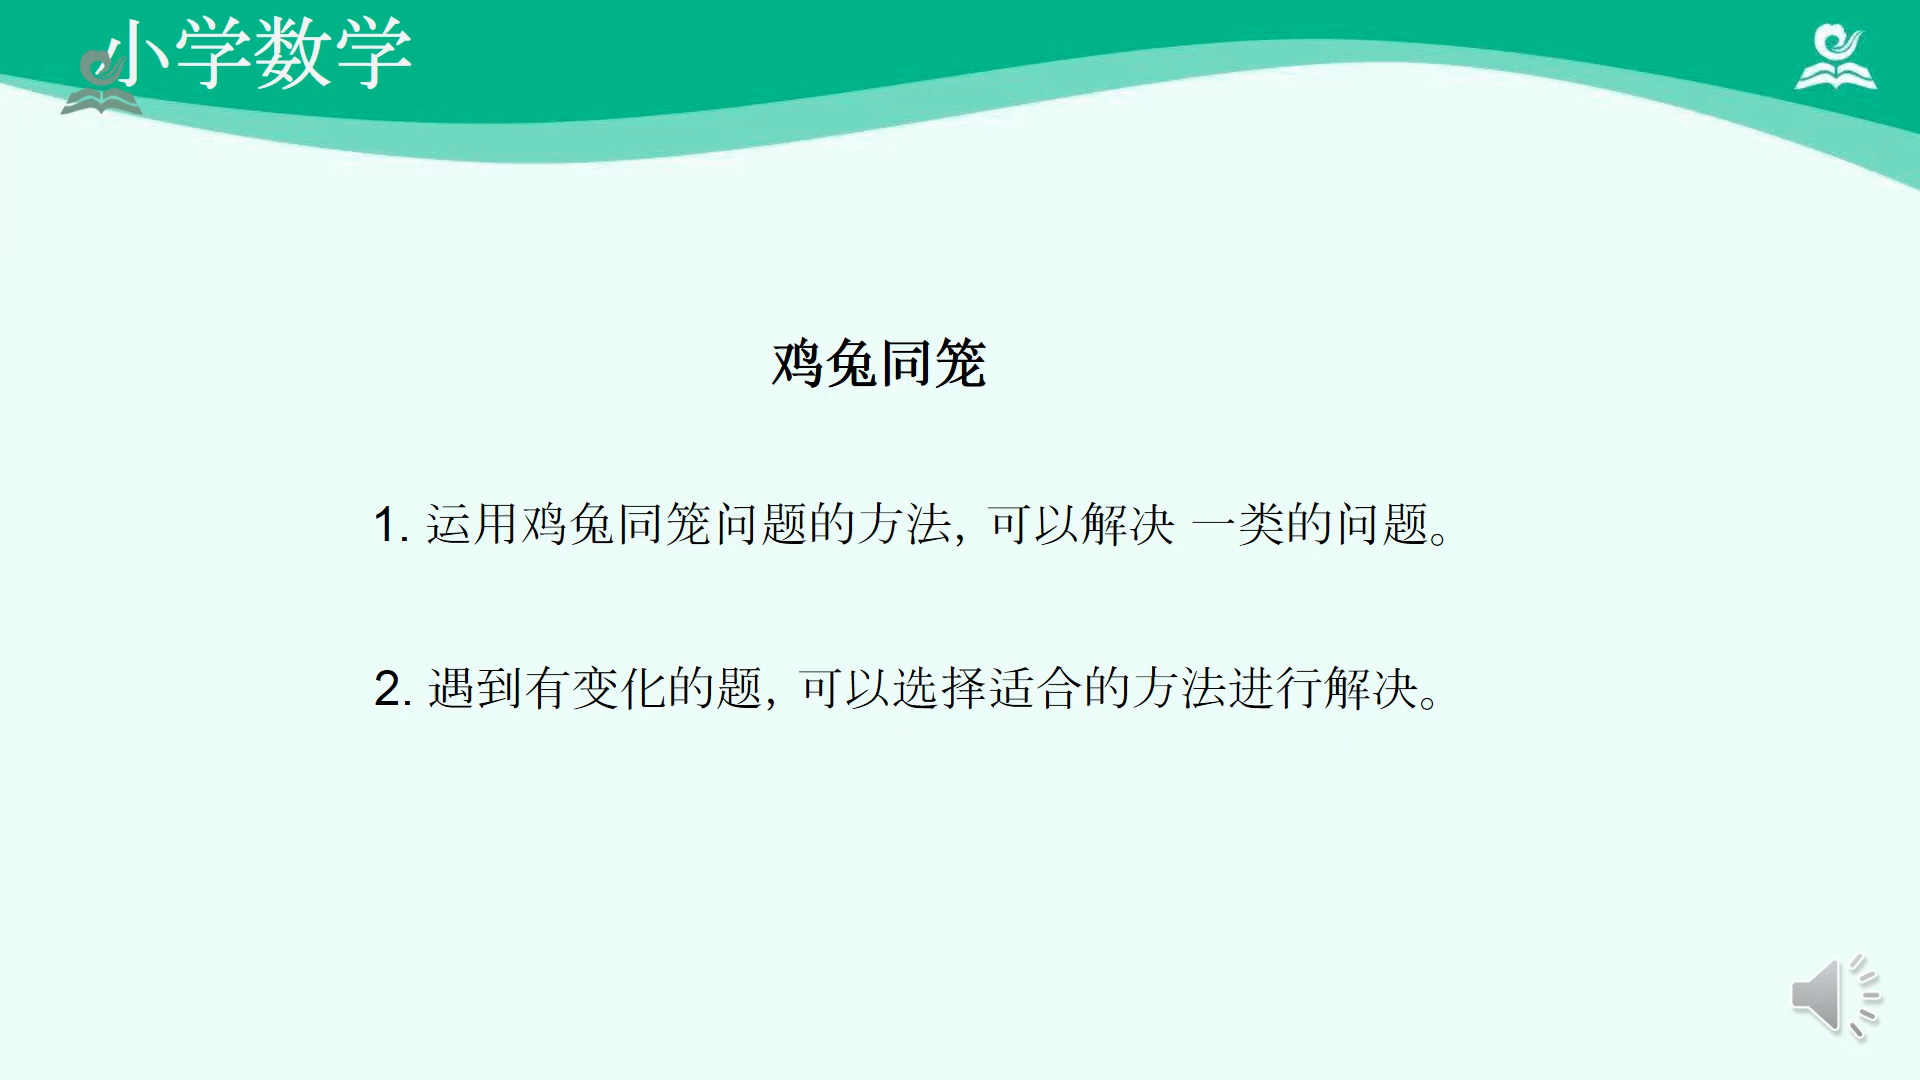 小学数学
鸡兔同笼
1. 运用鸡兔同笼问题的方法, 可以解决 一类的问题。
2. 遇到有变化的题, 可以选择适合的方法进行解决。